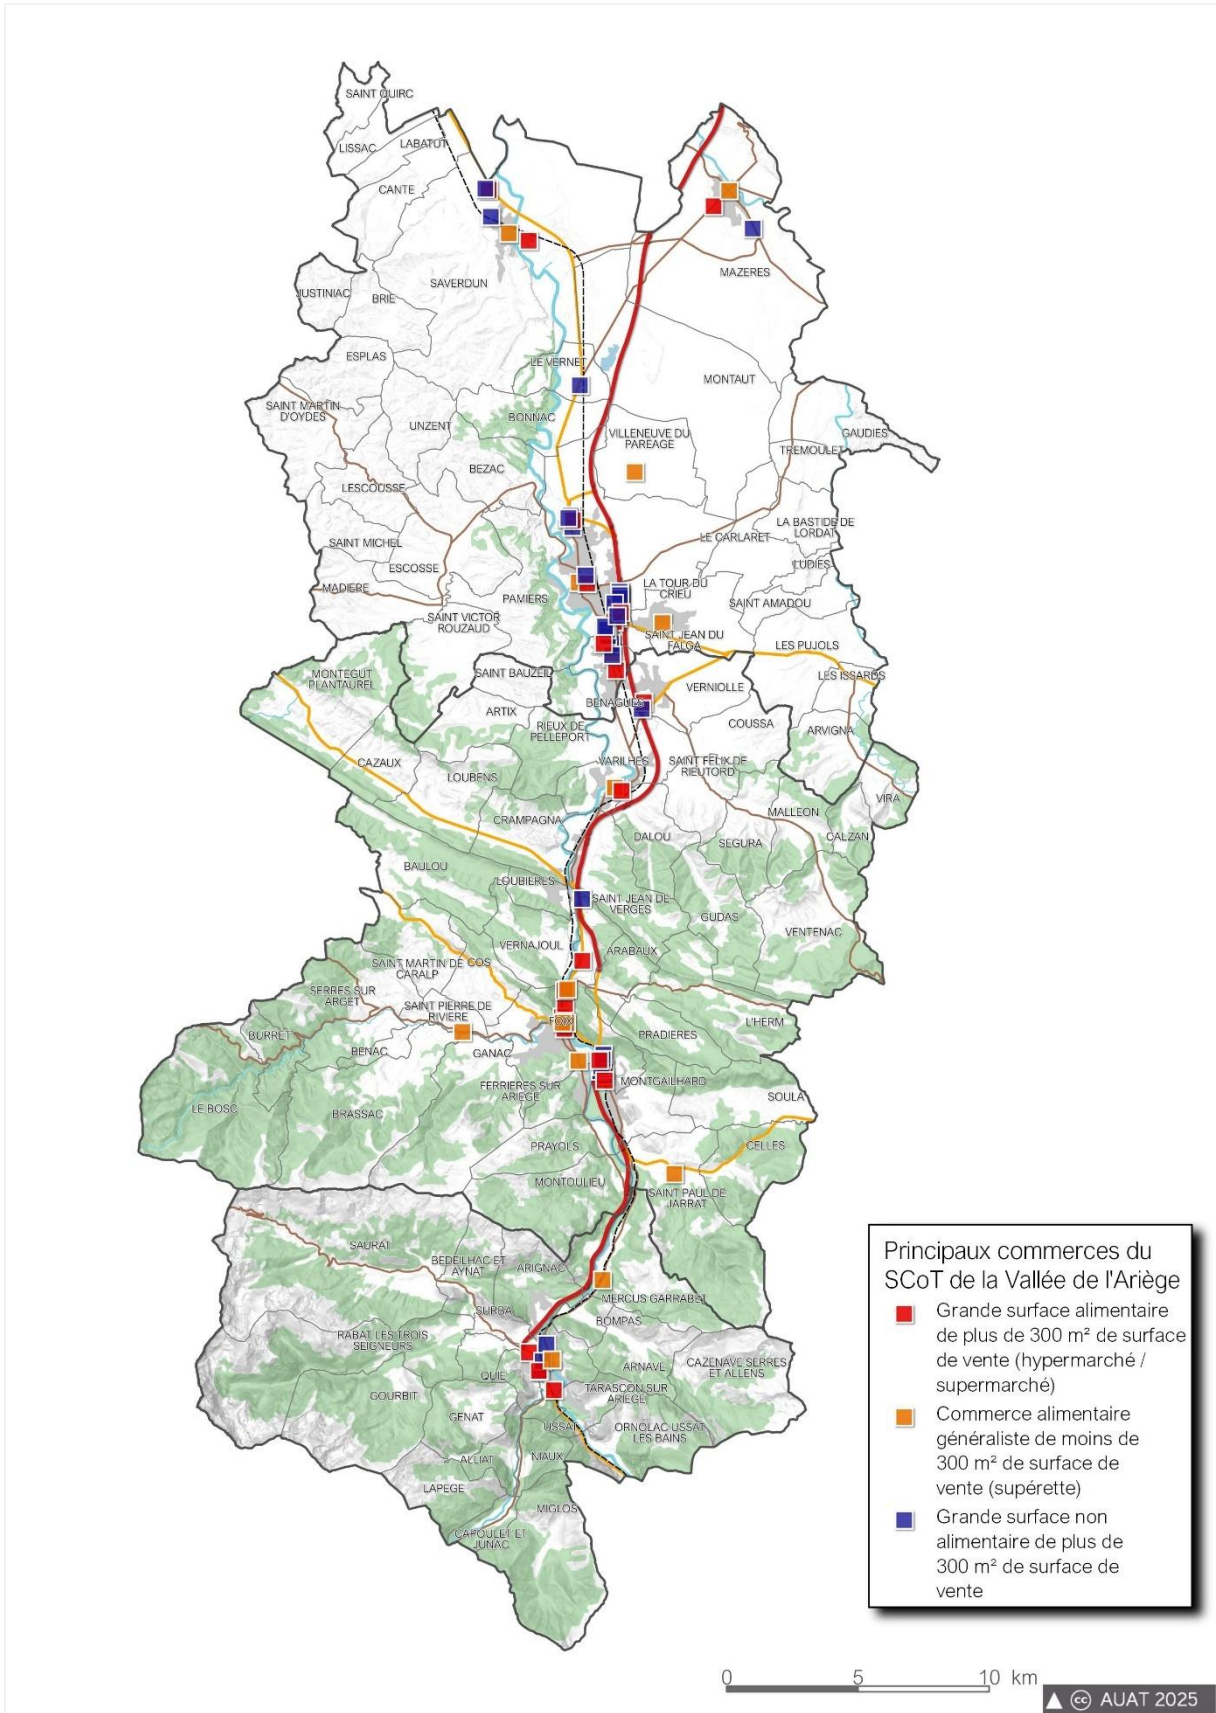 SAINT QUIRC
LISSAC
LABATUT
CANTE
SAVERDUN
JUSTINIAC
BRIE
MAZERES
ESPLAS
LE VERNET
MONTAUT
SAINT MARTIN
D'OYDES
UNZENT
BONNAC
VILLENEUVE DU
PAREAGE
GAUDIES
TREMOULET
BEZAC
LESCOUSSE
LA BASTIDE DE
LORDAT
SAINT MICHEL
LE CARLARET
ESCOSSE
LUDIES
MADIERE
PAMIERS
LA TOUR DU
CRIEU
SAINT AMADOU
SAINT VICTOR
ROUZAUD
SAINT JEAN DU
FALGA
LES PUJOLS
MONTEGUT
PLANTAUREL
SAINT BAUZEIL
LES ISSARDS
VERNIOLLE
BENAGUES
ARTIX
COUSSA
ARVIGNA
RIEUX DE
PELLEPORT
CAZAUX
VARILHES
SAINT FELIX DE
RIEUTORD
LOUBENS
VIRA
CRAMPAGNA
MALLEON
DALOU
SEGURA
CALZAN
BAULOU
LOUBIERES
SAINT JEAN DE
VERGES
GUDAS
VENTENAC
VERNAJOUL
ARABAUX
SAINT MARTIN DE
CARALP
COS
SERRES SUR
ARGET
SAINT PIERRE DE
RIVIERE
FOIX
L'HERM
BURRET
PRADIERES
BENAC
GANAC
FERRIERES SUR
ARIEGE
MONTGAILHARD
SOULA
LE BOSC
BRASSAC
PRAYOLS
CELLES
MONTOULIEU
SAINT PAUL DE
JARRAT
SAURAT
BEDEILHAC ET
AYNAT
ARIGNAC
MERCUS GARRABET
SURBA
BOMPAS
RABAT LES TROIS
SEIGNEURS
ARNAVE
CAZENAVE SERRES
ET ALLENS
QUIE
GOURBIT
TARASCON SUR
ARIEGE
GENAT
USSAT
ORNOLAC USSAT
LES BAINS
ALLIAT
NIAUX
LAPEGE
MIGLOS
CAPOULET ET
JUNAC
Principaux commerces du
SCoT de la Vallée de l'Ariège
Grande surface alimentaire
de plus de 300 m² de surface
de vente (hypermarché /
supermarché)
Commerce alimentaire
généraliste de moins de
300 m² de surface de
vente (supérette)
Grande surface non
alimentaire de plus de
300 m² de surface de
vente
0 5 10 km
cc AUAT 2025